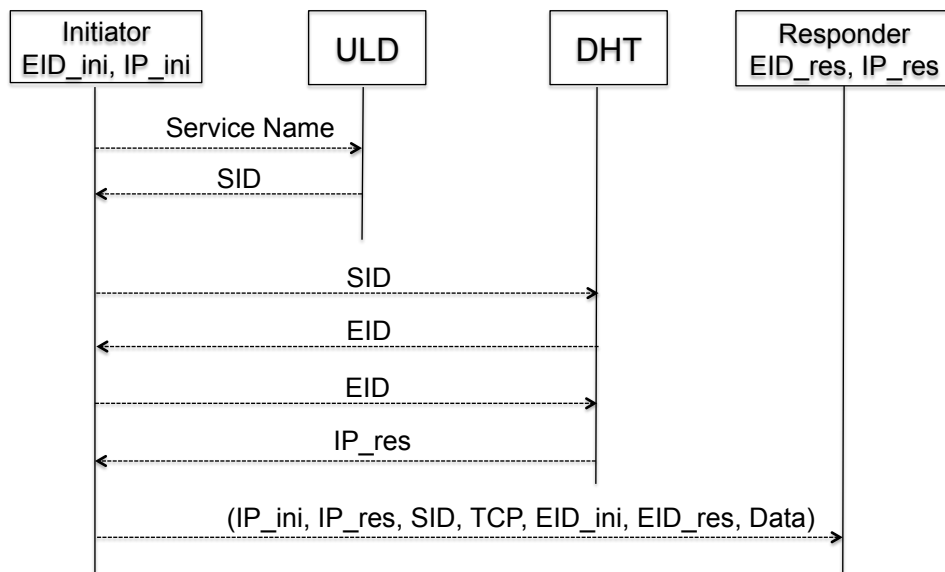 Initiator
EID_ini, IP_ini
ULD
DHT
Responder
EID_res, IP_res
Service Name
SID
SID
EID
EID
IP_res
(IP_ini, IP_res, SID, TCP, EID_ini, EID_res, Data)